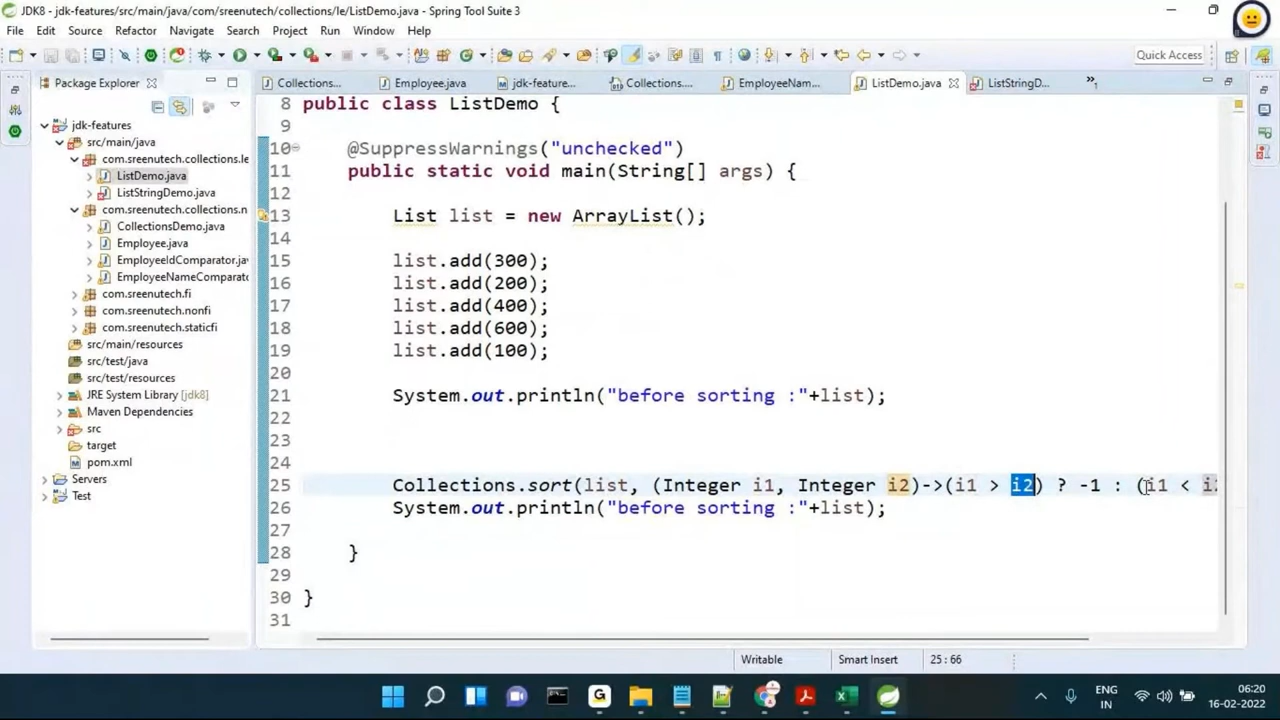 JDK8 - jdk-features/src/main/java/com/sreenutech/collections/le/ListDemo.java - Spring Tool Suite 3
File Edit Source Refactor Navigate Search Project Run Window Help
Quick Access
Package Explorer
Collections... Employee.java jdk-feature... Collections.... EmployeeNam... ListDemo.java ListStringD...
jdk-features
src/main/java
com.sreenutech.collections.le
ListDemo.java
ListStringDemo.java
com.sreenutech.collections.n
CollectionsDemo.java
Employee.java
EmployeeIdComparator.jav
EmployeeNameComparato
com.sreenutech.fi
com.sreenutech.nonfi
com.sreenutech.staticfi
src/main/resources
src/test/java
src/test/resources
JRE System Library [jdk8]
Maven Dependencies
src
target
pom.xml
Servers
Test
8 public class ListDemo {
9
10 @SuppressWarnings("unchecked")
11 public static void main(String[] args) {
12
13 List list = new ArrayList();
14
15 list.add(300);
16 list.add(200);
17 list.add(400);
18 list.add(600);
19 list.add(100);
20
21 System.out.println("before sorting :"+list);
22
23
24
25 Collections.sort(list, (Integer i1, Integer i2)->(i1 > i2) ? -1 : (i1 < i2
26 System.out.println("before sorting :"+list);
27
28 }
29
30 }
31
Writable Smart Insert 25 : 66
ENG
IN
06:20
16-02-2022